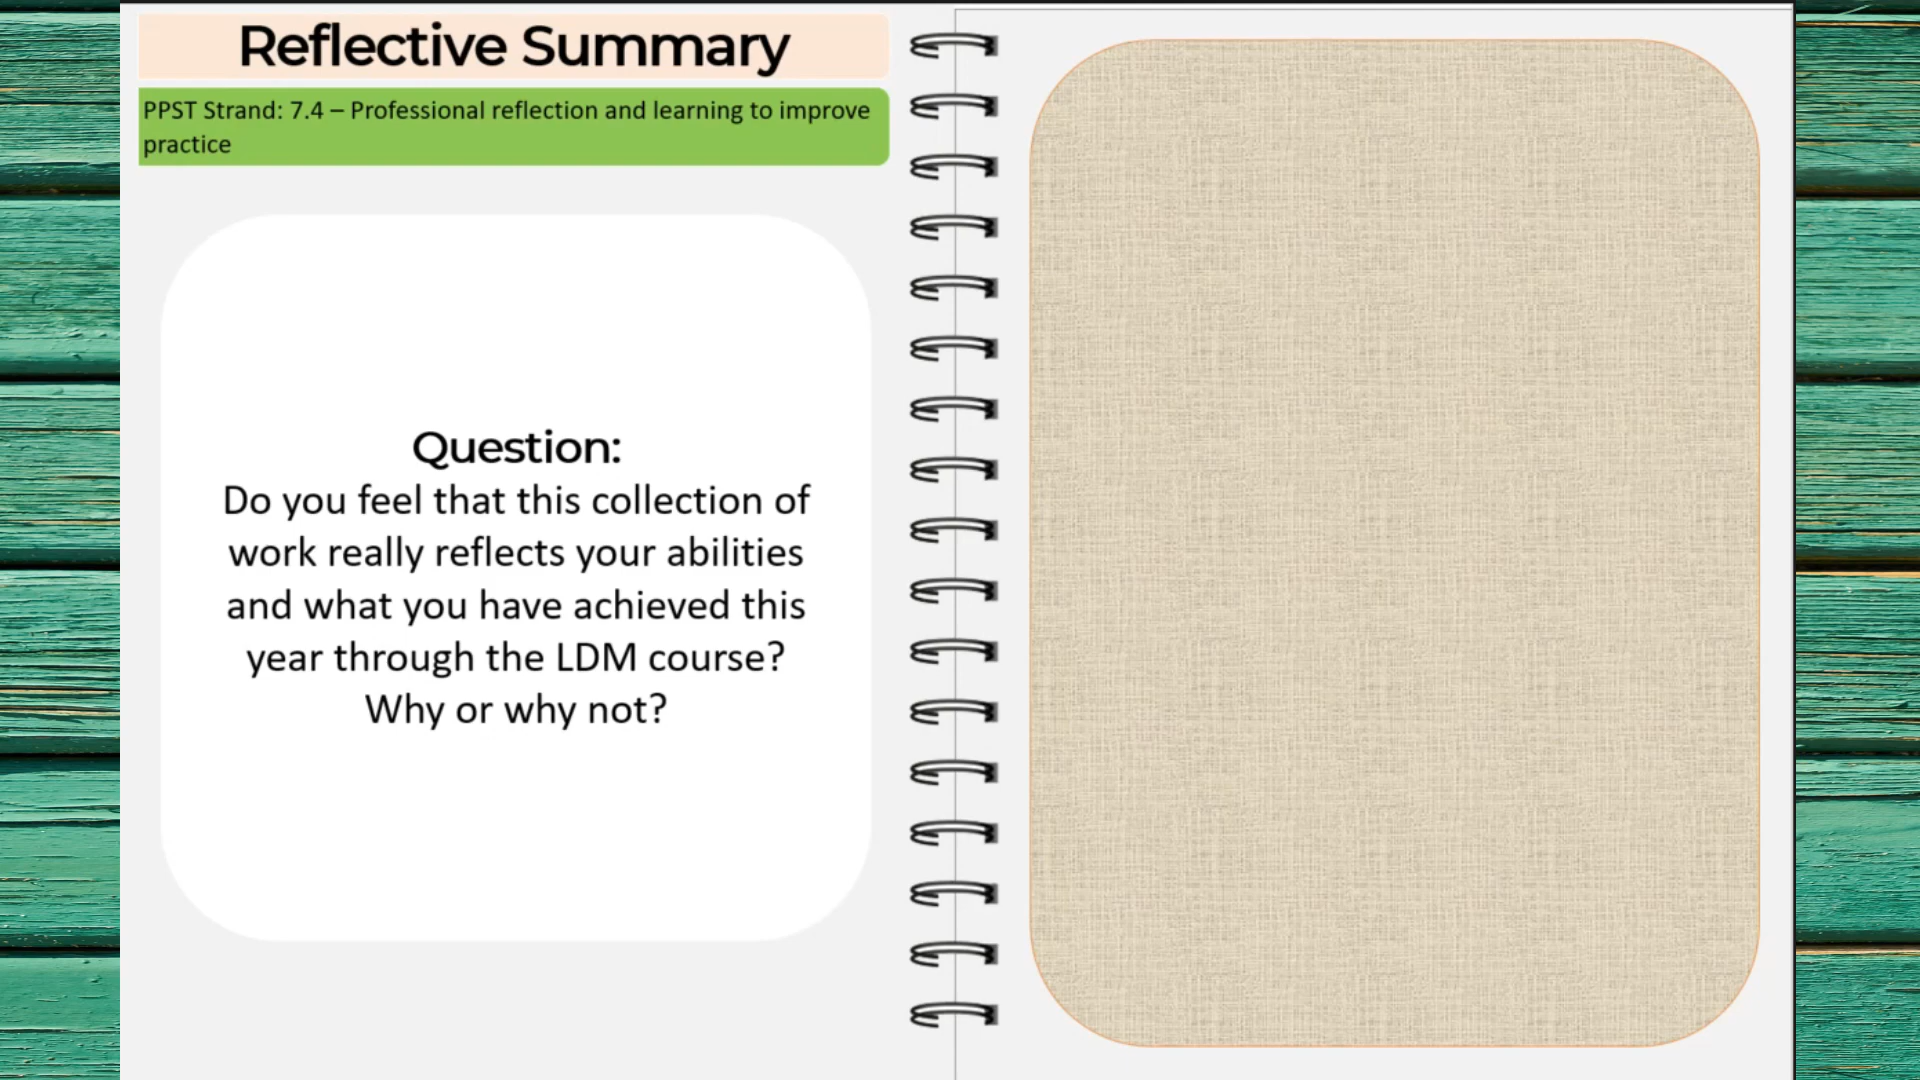 Reflective Summary
PPST Strand: 7.4 – Professional reflection and learning to improve
practice
Question:
Do you feel that this collection of
work really reflects your abilities
and what you have achieved this
year through the LDM course?
Why or why not?